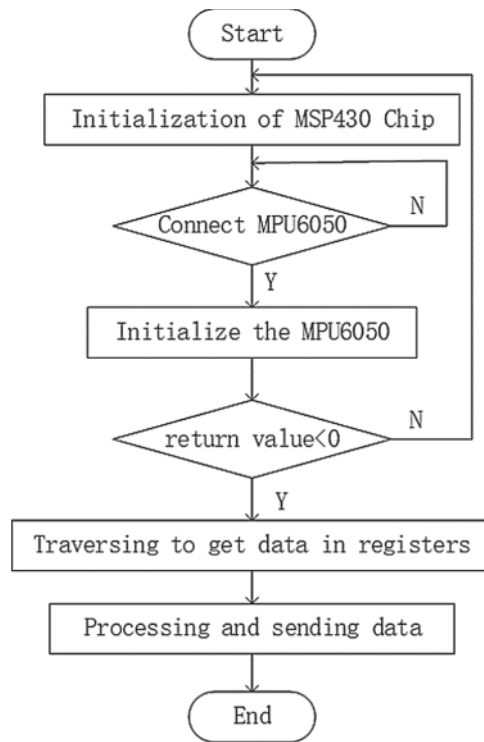 Start
Initialization of MSP430 Chip
Connect MPU6050
N
Y
Initialize the MPU6050
return value<0
N
Y
Traversing to get data in registers
Processing and sending data
End